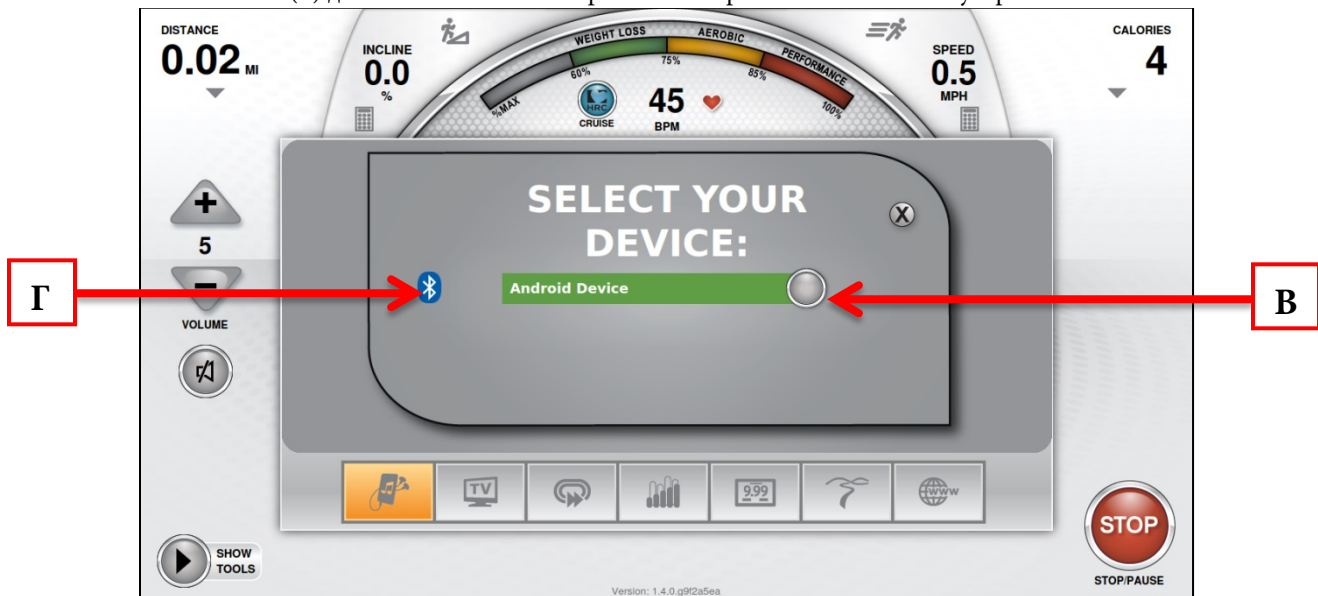 DISTANCE
0.02 MI
INCLINE
0.0
%
WEIGHT LOSS
AEROBIC
PERFORMANCE
%MAX
60%
75%
85%
100%
HRC
CRUISE
45
BPM
SPEED
0.5
MPH
CALORIES
4
+
5
−
VOLUME
SELECT YOUR
DEVICE:
X
Android Device
Г
В
TV
9.99
www
SHOW
TOOLS
STOP
STOP/PAUSE
Version: 1.4.0.g9f2a5ea